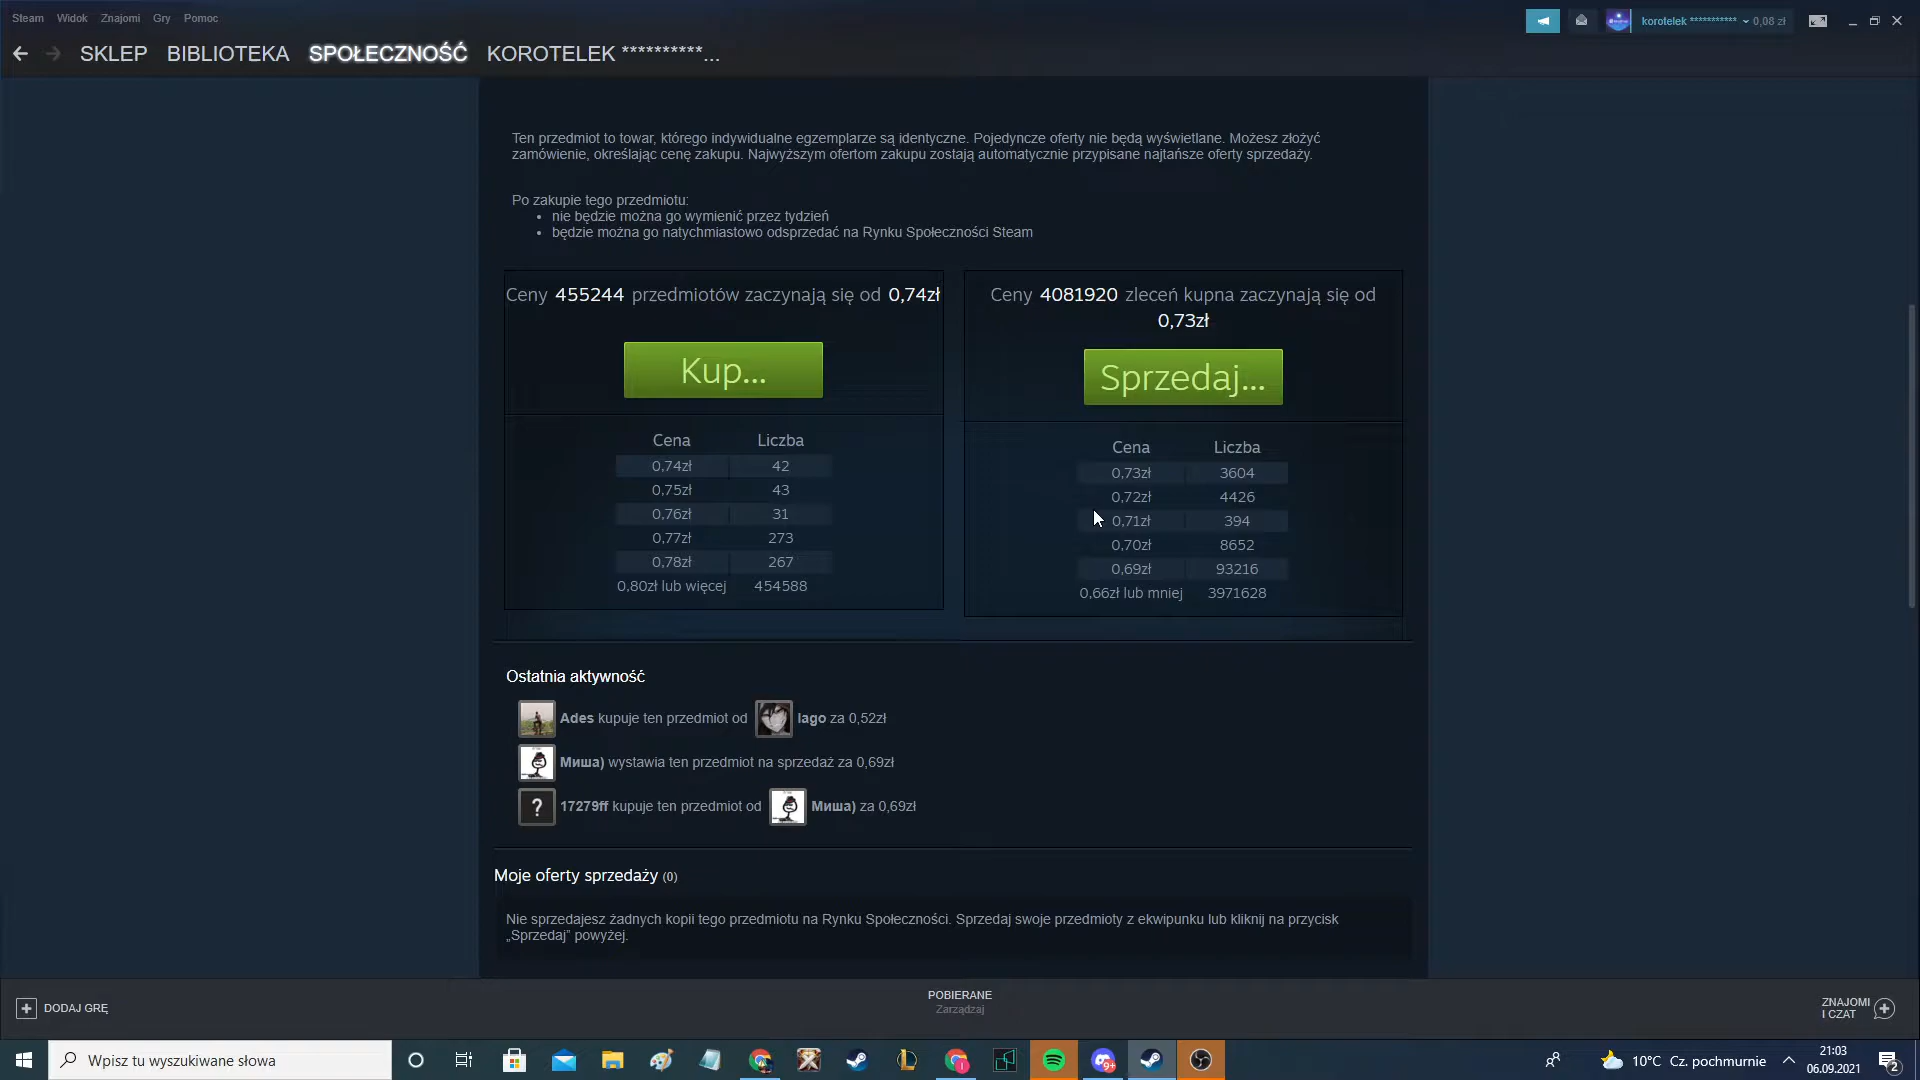 Steam Widok Znajomi Gry Pomoc
korotelek *********** 0,08 zł
SKLEP BIBLIOTEKA SPOŁECZNOŚĆ KOROTELEK **********...
Ten przedmiot to towar, którego indywidualne egzemplarze są identyczne. Pojedyncze oferty nie będą wyświetlane. Możesz złożyć
zamówienie, określając cenę zakupu. Najwyższym ofertom zakupu zostają automatycznie przypisane najtańsze oferty sprzedaży.
Po zakupie tego przedmiotu:
• nie będzie można go wymienić przez tydzień
• będzie można go natychmiastowo odsprzedać na Rynku Społeczności Steam
Ceny 455244 przedmiotów zaczynają się od 0,74zł
Kup...
Cena Liczba
0,74zł 42
0,75zł 43
0,76zł 31
0,77zł 273
0,78zł 267
0,80zł lub więcej 454588
Ceny 4081920 zleceń kupna zaczynają się od
0,73zł
Sprzedaj...
Cena Liczba
0,73zł 3604
0,72zł 4426
0,71zł 394
0,70zł 8652
0,69zł 93216
0,66zł lub mniej 3971628
Ostatnia aktywność
Ades kupuje ten przedmiot od Iago za 0,52zł
Миша) wystawia ten przedmiot na sprzedaż za 0,69zł
17279ff kupuje ten przedmiot od Миша) za 0,69zł
Moje oferty sprzedaży (0)
Nie sprzedajesz żadnych kopii tego przedmiotu na Rynku Społeczności. Sprzedaj swoje przedmioty z ekwipunku lub kliknij na przycisk
„Sprzedaj” powyżej.
DODAJ GRĘ
POBIERANE
Zarządzaj
ZNAJOMI
I CZAT
Wpisz tu wyszukiwane słowa
9+
10°C Cz. pochmurnie
21:03
06.09.2021
2